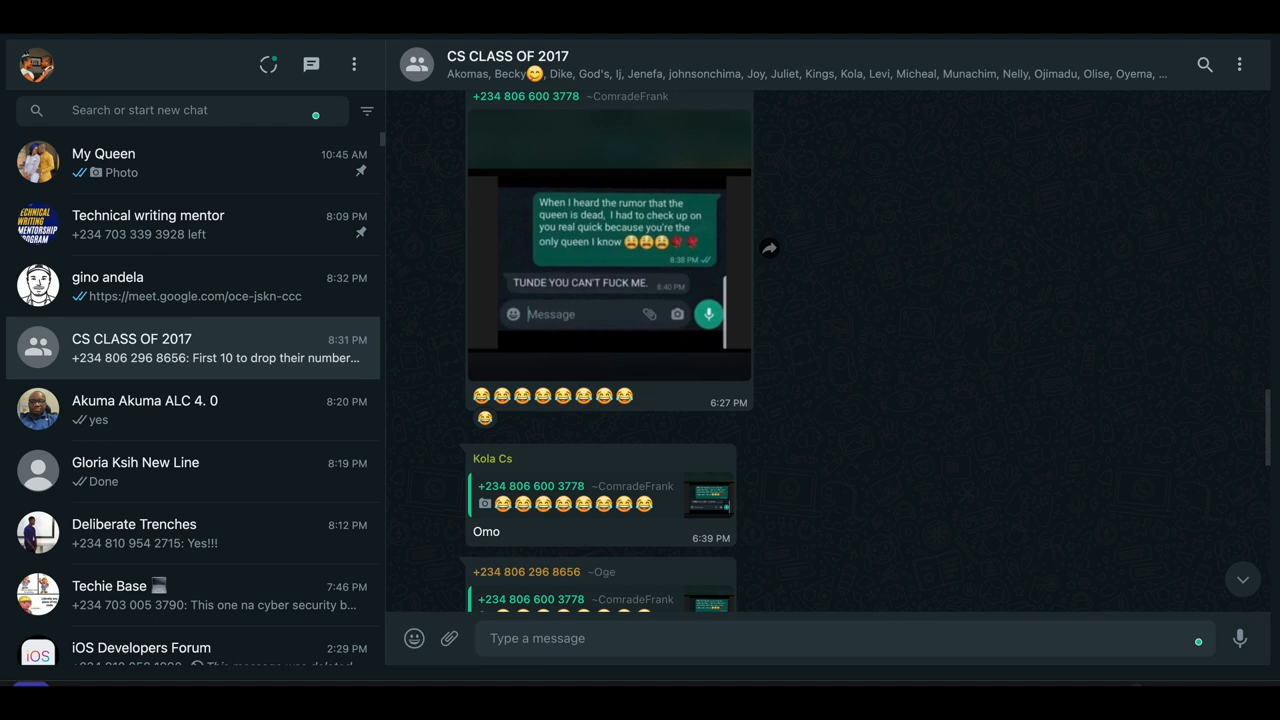 Search or start new chat
My Queen
10:45 AM
Photo
Technical writing mentor
8:09 PM
+234 703 339 3928 left
gino andela
8:32 PM
https://meet.google.com/oce-jskn-ccc
CS CLASS OF 2017
8:31 PM
+234 806 296 8656: First 10 to drop their number...
Akuma Akuma ALC 4. 0
8:20 PM
yes
Gloria Ksih New Line
8:19 PM
Done
Deliberate Trenches
8:12 PM
+234 810 954 2715: Yes!!!
Techie Base 💻
7:46 PM
+234 703 005 3790: This one na cyber security b...
iOS Developers Forum
2:29 PM
iOS
TECHNICAL
WRITING
MENTORSHIP
PROGRAM
CS CLASS OF 2017
Akomas, Becky😋, Dike, God's, Ij, Jenefa, johnsonchima, Joy, Juliet, Kings, Kola, Levi, Micheal, Munachim, Nelly, Ojimadu, Olise, Oyema, ...
+234 806 600 3778 ~ComradeFrank
When I heard the rumor that the
queen is dead, I had to check up on
you real quick because you're the
only queen I know 😫😫😫🌹🌹
8:38 PM
TUNDE YOU CAN'T FUCK ME.
8:40 PM
Message
😂😂😂😂😂😂😂😂
6:27 PM
😂
Kola Cs
+234 806 600 3778 ~ComradeFrank
😂😂😂😂😂😂😂😂
Omo
6:39 PM
+234 806 296 8656 ~Oge
+234 806 600 3778 ~ComradeFrank
Type a message